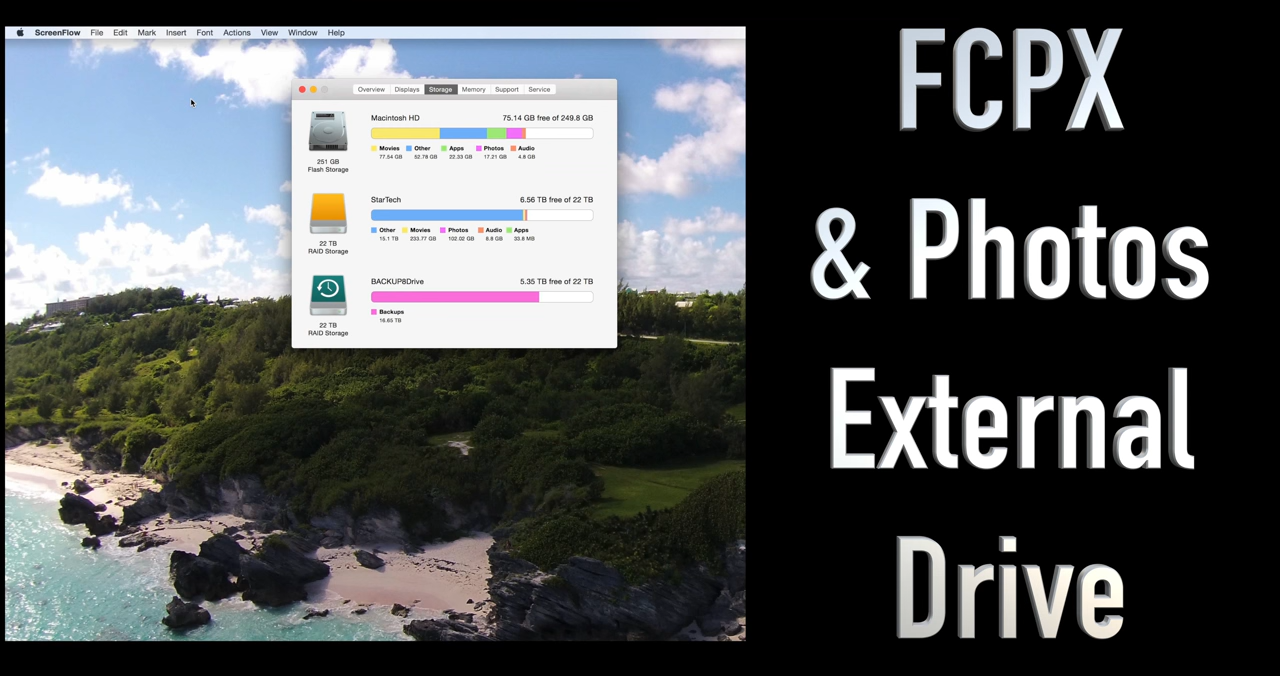 ScreenFlow File Edit Mark Insert Font Actions View Window Help
Overview Displays Storage Memory Support Service
Macintosh HD 75.14 GB free of 249.8 GB
Movies Other Apps Photos Audio
77.54 GB 52.78 GB 22.33 GB 17.21 GB 4.8 GB
251 GB
Flash Storage
StarTech 6.56 TB free of 22 TB
Other Movies Photos Audio Apps
15.1 TB 233.77 GB 102.02 GB 6.8 GB 33.8 MB
22 TB
RAID Storage
BACKUP8Drive 5.35 TB free of 22 TB
Backups
16.65 TB
22 TB
RAID Storage
FCPX
& Photos
External
Drive